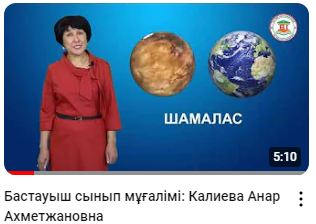 ШАМАЛАС
5:10
Бастауыш сынып мұғалімі: Калиева Анар
Ахметжановна